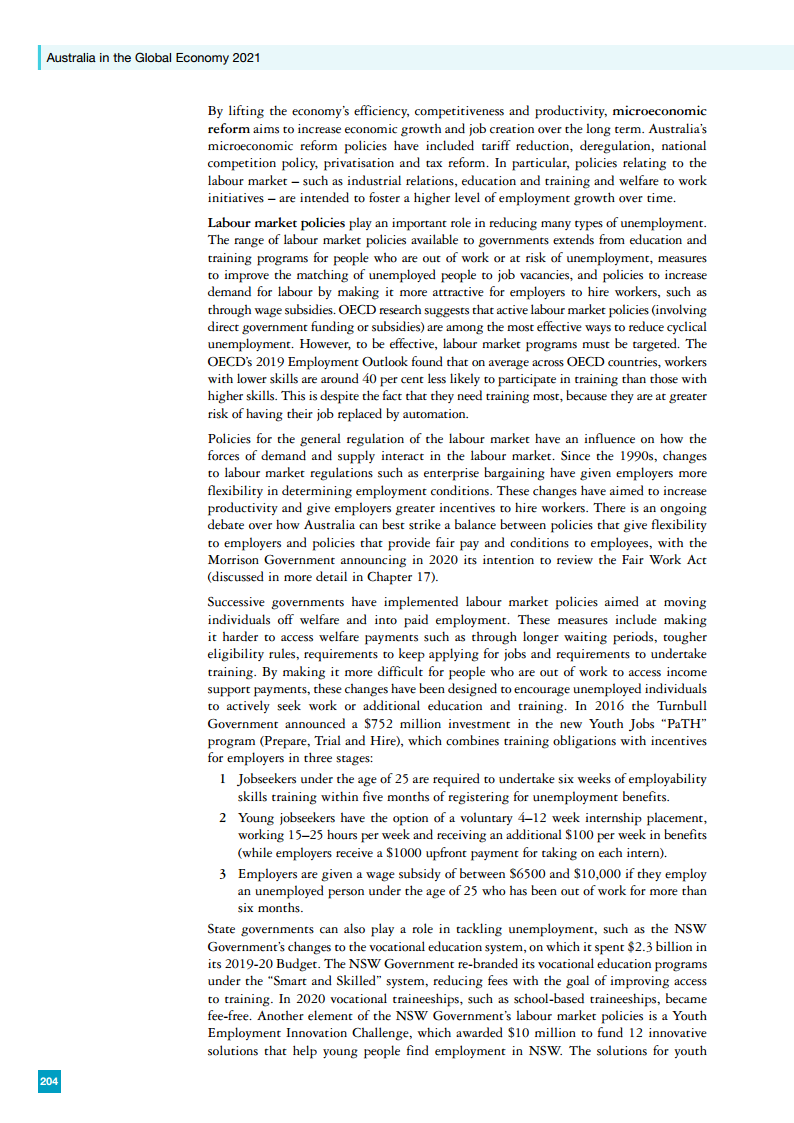 Australia in the Global Economy 2021
By lifting the economy's efficiency, competitiveness and productivity, microeconomic
reform aims to increase economic growth and job creation over the long term. Australia's
microeconomic reform policies have included tariff reduction, deregulation, national
competition policy, privatisation and tax reform. In particular, policies relating to the
labour market – such as industrial relations, education and training and welfare to work
initiatives – are intended to foster a higher level of employment growth over time.
Labour market policies play an important role in reducing many types of unemployment.
The range of labour market policies available to governments extends from education and
training programs for people who are out of work or at risk of unemployment, measures
to improve the matching of unemployed people to job vacancies, and policies to increase
demand for labour by making it more attractive for employers to hire workers, such as
through wage subsidies. OECD research suggests that active labour market policies (involving
direct government funding or subsidies) are among the most effective ways to reduce cyclical
unemployment. However, to be effective, labour market programs must be targeted. The
OECD's 2019 Employment Outlook found that on average across OECD countries, workers
with lower skills are around 40 per cent less likely to participate in training than those with
higher skills. This is despite the fact that they need training most, because they are at greater
risk of having their job replaced by automation.
Policies for the general regulation of the labour market have an influence on how the
forces of demand and supply interact in the labour market. Since the 1990s, changes
to labour market regulations such as enterprise bargaining have given employers more
flexibility in determining employment conditions. These changes have aimed to increase
productivity and give employers greater incentives to hire workers. There is an ongoing
debate over how Australia can best strike a balance between policies that give flexibility
to employers and policies that provide fair pay and conditions to employees, with the
Morrison Government announcing in 2020 its intention to review the Fair Work Act
(discussed in more detail in Chapter 17).
Successive governments have implemented labour market policies aimed at moving
individuals off welfare and into paid employment. These measures include making
it harder to access welfare payments such as through longer waiting periods, tougher
eligibility rules, requirements to keep applying for jobs and requirements to undertake
training. By making it more difficult for people who are out of work to access income
support payments, these changes have been designed to encourage unemployed individuals
to actively seek work or additional education and training. In 2016 the Turnbull
Government announced a $752 million investment in the new Youth Jobs “PaTH”
program (Prepare, Trial and Hire), which combines training obligations with incentives
for employers in three stages:
1 Jobseekers under the age of 25 are required to undertake six weeks of employability
skills training within five months of registering for unemployment benefits.
2 Young jobseekers have the option of a voluntary 4–12 week internship placement,
working 15–25 hours per week and receiving an additional $100 per week in benefits
(while employers receive a $1000 upfront payment for taking on each intern).
3 Employers are given a wage subsidy of between $6500 and $10,000 if they employ
an unemployed person under the age of 25 who has been out of work for more than
six months.
State governments can also play a role in tackling unemployment, such as the NSW
Government's changes to the vocational education system, on which it spent $2.3 billion in
its 2019-20 Budget. The NSW Government re-branded its vocational education programs
under the “Smart and Skilled” system, reducing fees with the goal of improving access
to training. In 2020 vocational traineeships, such as school-based traineeships, became
fee-free. Another element of the NSW Government's labour market policies is a Youth
Employment Innovation Challenge, which awarded $10 million to fund 12 innovative
solutions that help young people find employment in NSW. The solutions for youth
204